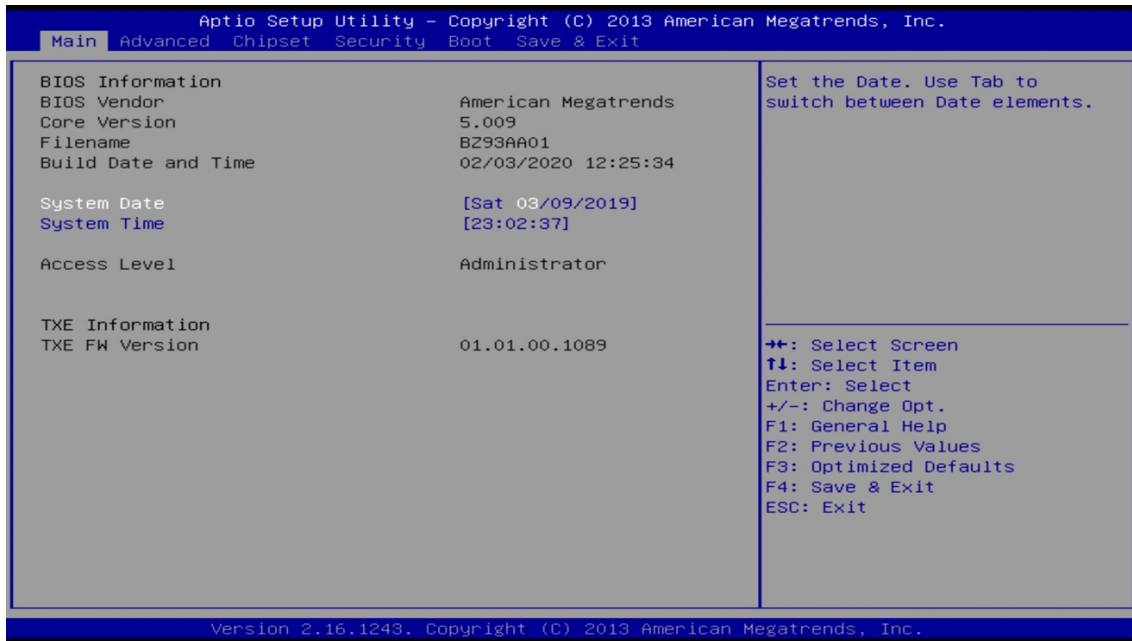 Aptio Setup Utility – Copyright (C) 2013 American Megatrends, Inc.
Main Advanced Chipset Security Boot Save & Exit
BIOS Information
BIOS Vendor American Megatrends
Core Version 5.009
Filename BZ93AA01
Build Date and Time 02/03/2020 12:25:34
System Date [Sat 03/09/2019]
System Time [23:02:37]
Access Level Administrator
TXE Information
TXE FW Version 01.01.00.1089
Set the Date. Use Tab to
switch between Date elements.
→←: Select Screen
↑↓: Select Item
Enter: Select
+/-: Change Opt.
F1: General Help
F2: Previous Values
F3: Optimized Defaults
F4: Save & Exit
ESC: Exit
Version 2.16.1243. Copyright (C) 2013 American Megatrends, Inc.